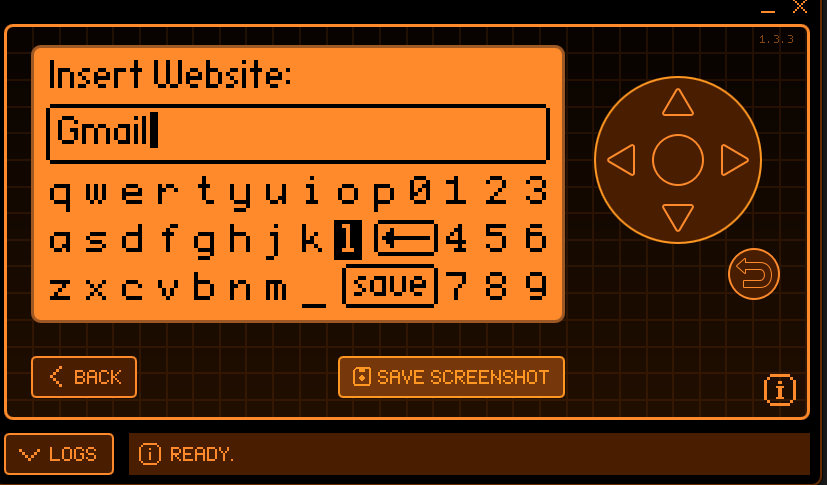 1.3.3
Insert Website:
Gmail
q w e r t y u i o p 0 1 2 3
a s d f g h j k l 4 5 6
z x c v b n m _ save 7 8 9
BACK
SAVE SCREENSHOT
LOGS
READY.